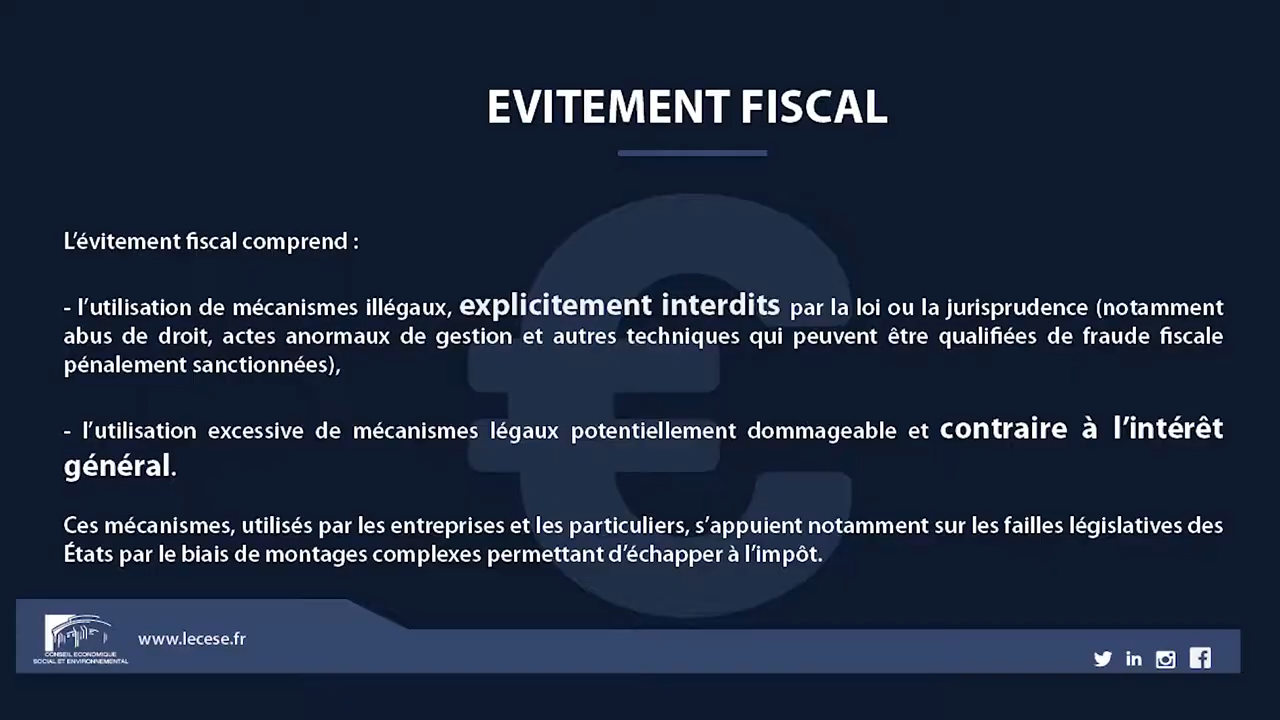 EVITEMENT FISCAL
L’évitement fiscal comprend :
- l’utilisation de mécanismes illégaux, explicitement interdits par la loi ou la jurisprudence (notamment
abus de droit, actes anormaux de gestion et autres techniques qui peuvent être qualifiées de fraude fiscale
pénalement sanctionnées),
- l’utilisation excessive de mécanismes légaux potentiellement dommageable et contraire à l’intérêt
général.
Ces mécanismes, utilisés par les entreprises et les particuliers, s’appuient notamment sur les failles législatives des
États par le biais de montages complexes permettant d’échapper à l’impôt.
CONSEIL ECONOMIQUE
SOCIAL ET ENVIRONNEMENTAL
www.lecese.fr